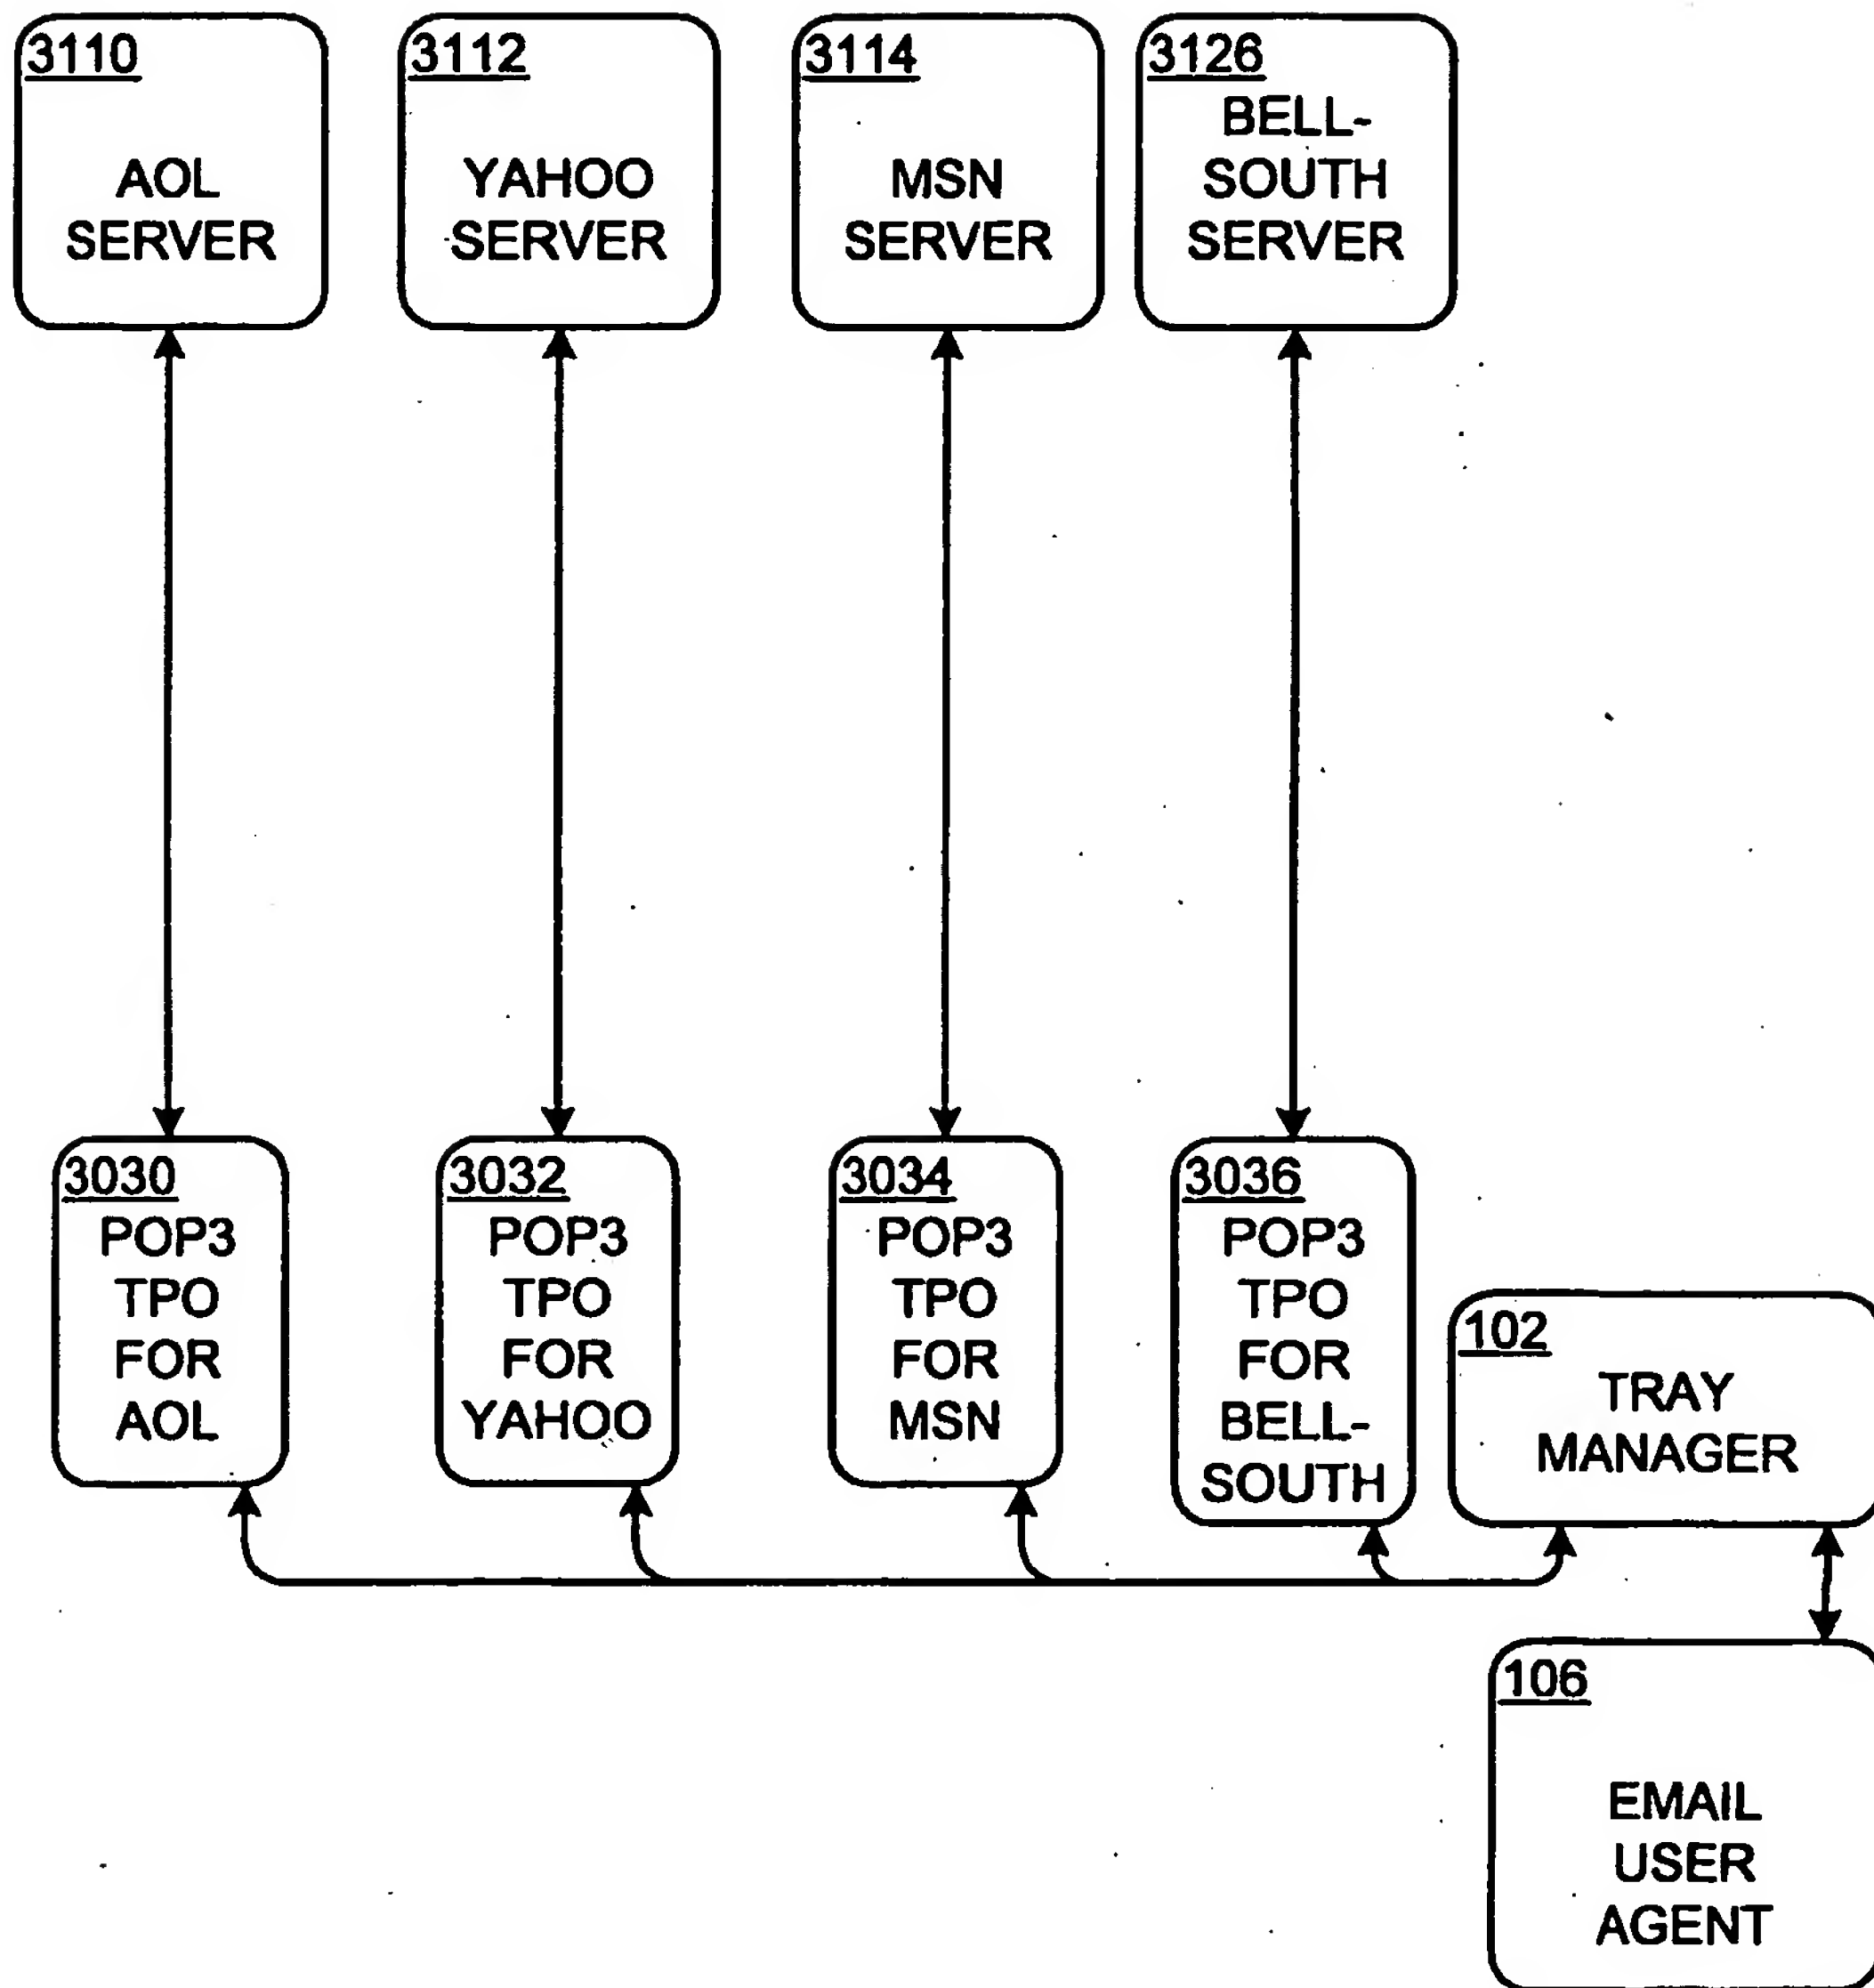 3110
AOL
SERVER
3112
YAHOO
SERVER
3114
MSN
SERVER
3126
BELL-
SOUTH
SERVER
3030
POP3
TPO
FOR
AOL
3032
POP3
TPO
FOR
YAHOO
3034
POP3
TPO
FOR
MSN
3036
POP3
TPO
FOR
BELL-
SOUTH
102
TRAY
MANAGER
106
EMAIL
USER
AGENT